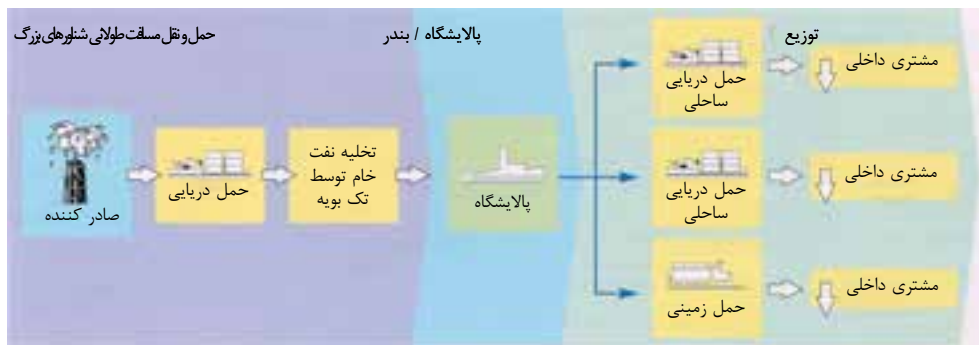 حمل و نقل مسافت طولانی شناورهای بزرگ
پالایشگاه / بندر
توزیع
صادر کننده
حمل دریایی
تخلیه نفت
خام توسط
تک بویه
پالایشگاه
حمل دریایی
ساحلی
مشتری داخلی
حمل دریایی
ساحلی
مشتری داخلی
حمل زمینی
مشتری داخلی